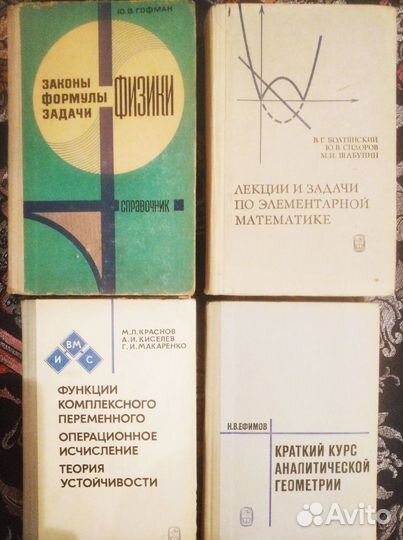 Ю.В.ГОФМАН
ЗАКОНЫ
ФОРМУЛЫ
ЗАДАЧИ
ФИЗИКИ
СПРАВОЧНИК
В.Г. БОЛТЯНСКИЙ
Ю.В. СИДОРОВ
М.И. ШАБУНИН
ЛЕКЦИИ И ЗАДАЧИ
ПО ЭЛЕМЕНТАРНОЙ
МАТЕМАТИКЕ
ВМ
И С
М.Л.КРАСНОВ
А.И.КИСЕЛЕВ
Г.И.МАКАРЕНКО
ФУНКЦИИ
КОМПЛЕКСНОГО
ПЕРЕМЕННОГО
ОПЕРАЦИОННОЕ
ИСЧИСЛЕНИЕ
ТЕОРИЯ
УСТОЙЧИВОСТИ
Н.В.ЕФИМОВ
КРАТКИЙ КУРС
АНАЛИТИЧЕСКОЙ
ГЕОМЕТРИИ
Avito